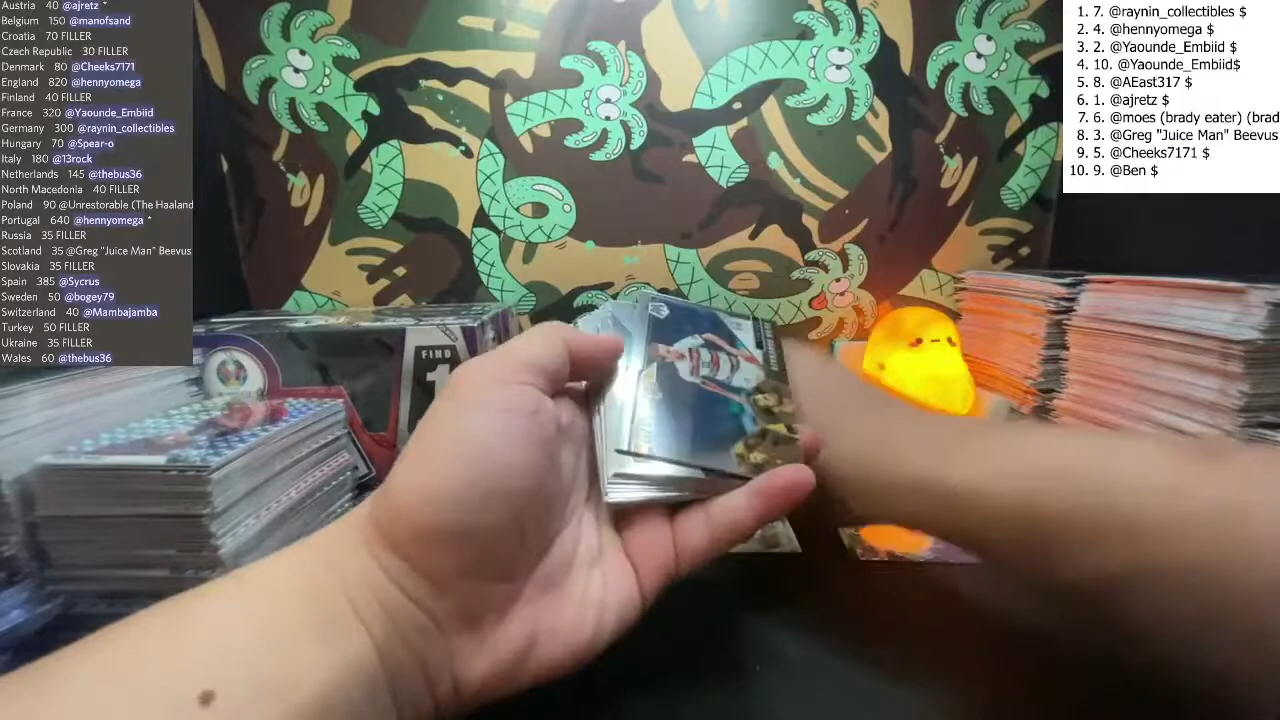 Austria 40 @ajretz *
Belgium 150 @manofsand
Croatia 70 FILLER
Czech Republic 30 FILLER
Denmark 80 @Cheeks7171
England 820 @hennyomega
Finland 40 FILLER
France 320 @Yaounde_Embiid
Germany 300 @raynin_collectibles
Hungary 70 @Spear-o
Italy 180 @13rock
Netherlands 145 @thebus36
North Macedonia 40 FILLER
Poland 90 @Unrestorable (The Haaland
Portugal 640 @hennyomega *
Russia 35 FILLER
Scotland 35 @Greg "Juice Man" Beevus
Slovakia 35 FILLER
Spain 385 @Sycrus
Sweden 50 @bogey79
Switzerland 40 @Mambajamba
Turkey 50 FILLER
Ukraine 35 FILLER
Wales 60 @thebus36
1. 7. @raynin_collectibles $
2. 4. @hennyomega $
3. 2. @Yaounde_Embiid $
4. 10. @Yaounde_Embiid$
5. 8. @AEast317 $
6. 1. @ajretz $
7. 6. @moes (brady eater) (brad
8. 3. @Greg "Juice Man" Beevus
9. 5. @Cheeks7171 $
10. 9. @Ben $
FIND
1